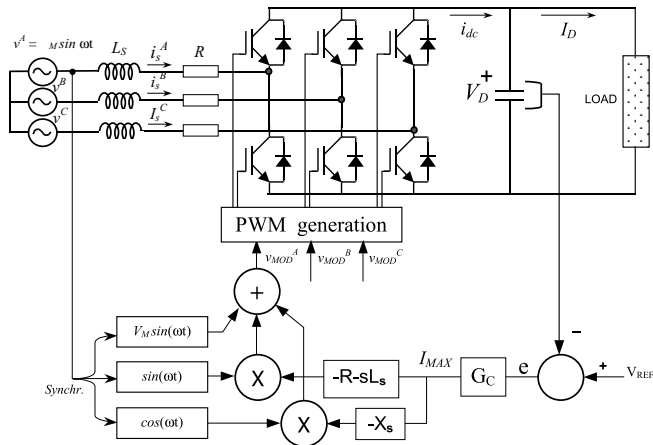 v^A = _M sin ωt
L_S
i_s^A
R
i_dc
I_D
v^B
i_s^B
v^C
I_s^C
V_D
+
LOAD
PWM generation
v_MOD^A
v_MOD^B
v_MOD^C
+
V_M sin(ωt)
sin(ωt)
X
-R-sL_s
I_MAX
G_C
e
−
+
V_REF
Synchr.
cos(ωt)
X
-X_s